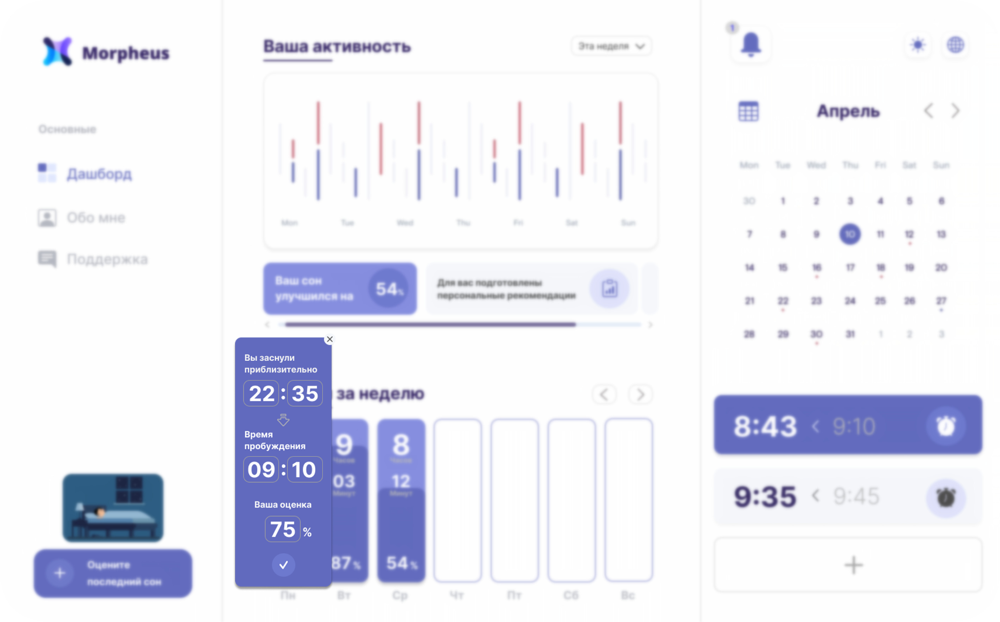 Morpheus
Основные
Дашборд
Обо мне
Поддержка
Оцените
последний сон
Ваша активность
Эта неделя
Mon Tue Wed Thu Fri Sat Sun
Ваш сон
улучшился на
54%
Для вас подготовлены
персональные рекомендации
за неделю
Вы заснули
приблизительно
22:35
Время
пробуждения
09:10
Ваша оценка
75%
9
Часов
03
Минут
87%
8
Часов
12
Минут
54%
Пн Вт Ср Чт Пт Сб Вс
1
Апрель
Mon Tue Wed Thu Fri Sat Sun
30 1 2 3 4 5 6
7 8 9 10 11 12 13
14 15 16 17 18 19 20
21 22 23 24 25 26 27
28 29 30 31 1 2 3
8:43 < 9:10
9:35 < 9:45